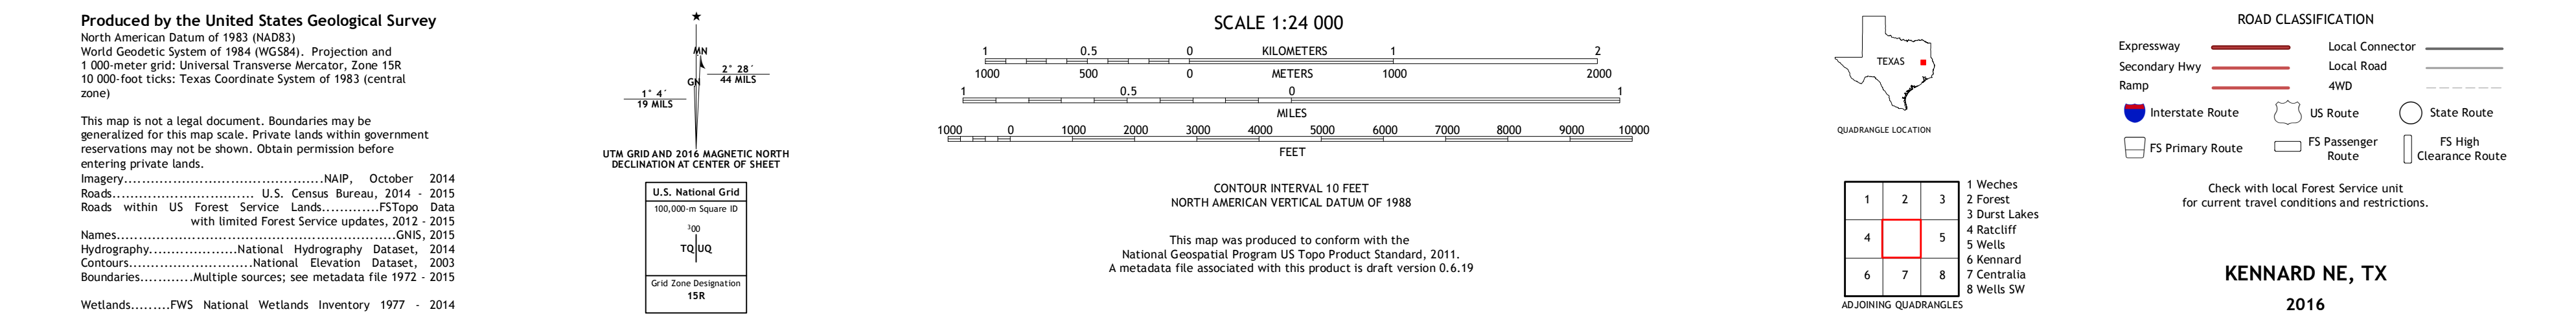 Produced by the United States Geological Survey
North American Datum of 1983 (NAD83)
World Geodetic System of 1984 (WGS84). Projection and
1 000-meter grid: Universal Transverse Mercator, Zone 15R
10 000-foot ticks: Texas Coordinate System of 1983 (central
zone)
This map is not a legal document. Boundaries may be
generalized for this map scale. Private lands within government
reservations may not be shown. Obtain permission before
entering private lands.
Imagery............................................NAIP, October 2014
Roads............................... U.S. Census Bureau, 2014 - 2015
Roads within US Forest Service Lands............FSTopo Data
with limited Forest Service updates, 2012 - 2015
Names...................................................................GNIS, 2015
Hydrography...................National Hydrography Dataset, 2014
Contours...........................National Elevation Dataset, 2003
Boundaries............Multiple sources; see metadata file 1972 - 2015
Wetlands.........FWS National Wetlands Inventory 1977 - 2014
★
MN
GN
2° 28´
44 MILS
1° 4´
19 MILS
UTM GRID AND 2016 MAGNETIC NORTH
DECLINATION AT CENTER OF SHEET
U.S. National Grid
100,000-m Square ID
³00
TQ UQ
Grid Zone Designation
15R
SCALE 1:24 000
1 0.5 0 KILOMETERS 1 2
1000 500 0 METERS 1000 2000
1 0.5 0 1
MILES
1000 0 1000 2000 3000 4000 5000 6000 7000 8000 9000 10000
FEET
CONTOUR INTERVAL 10 FEET
NORTH AMERICAN VERTICAL DATUM OF 1988
This map was produced to conform with the
National Geospatial Program US Topo Product Standard, 2011.
A metadata file associated with this product is draft version 0.6.19
TEXAS
QUADRANGLE LOCATION
1 2 3
4 5
6 7 8
ADJOINING QUADRANGLES
1 Weches
2 Forest
3 Durst Lakes
4 Ratcliff
5 Wells
6 Kennard
7 Centralia
8 Wells SW
ROAD CLASSIFICATION
Expressway Local Connector
Secondary Hwy Local Road
Ramp 4WD
Interstate Route US Route State Route
FS Primary Route FS Passenger Route FS High Clearance Route
Check with local Forest Service unit
for current travel conditions and restrictions.
KENNARD NE, TX
2016